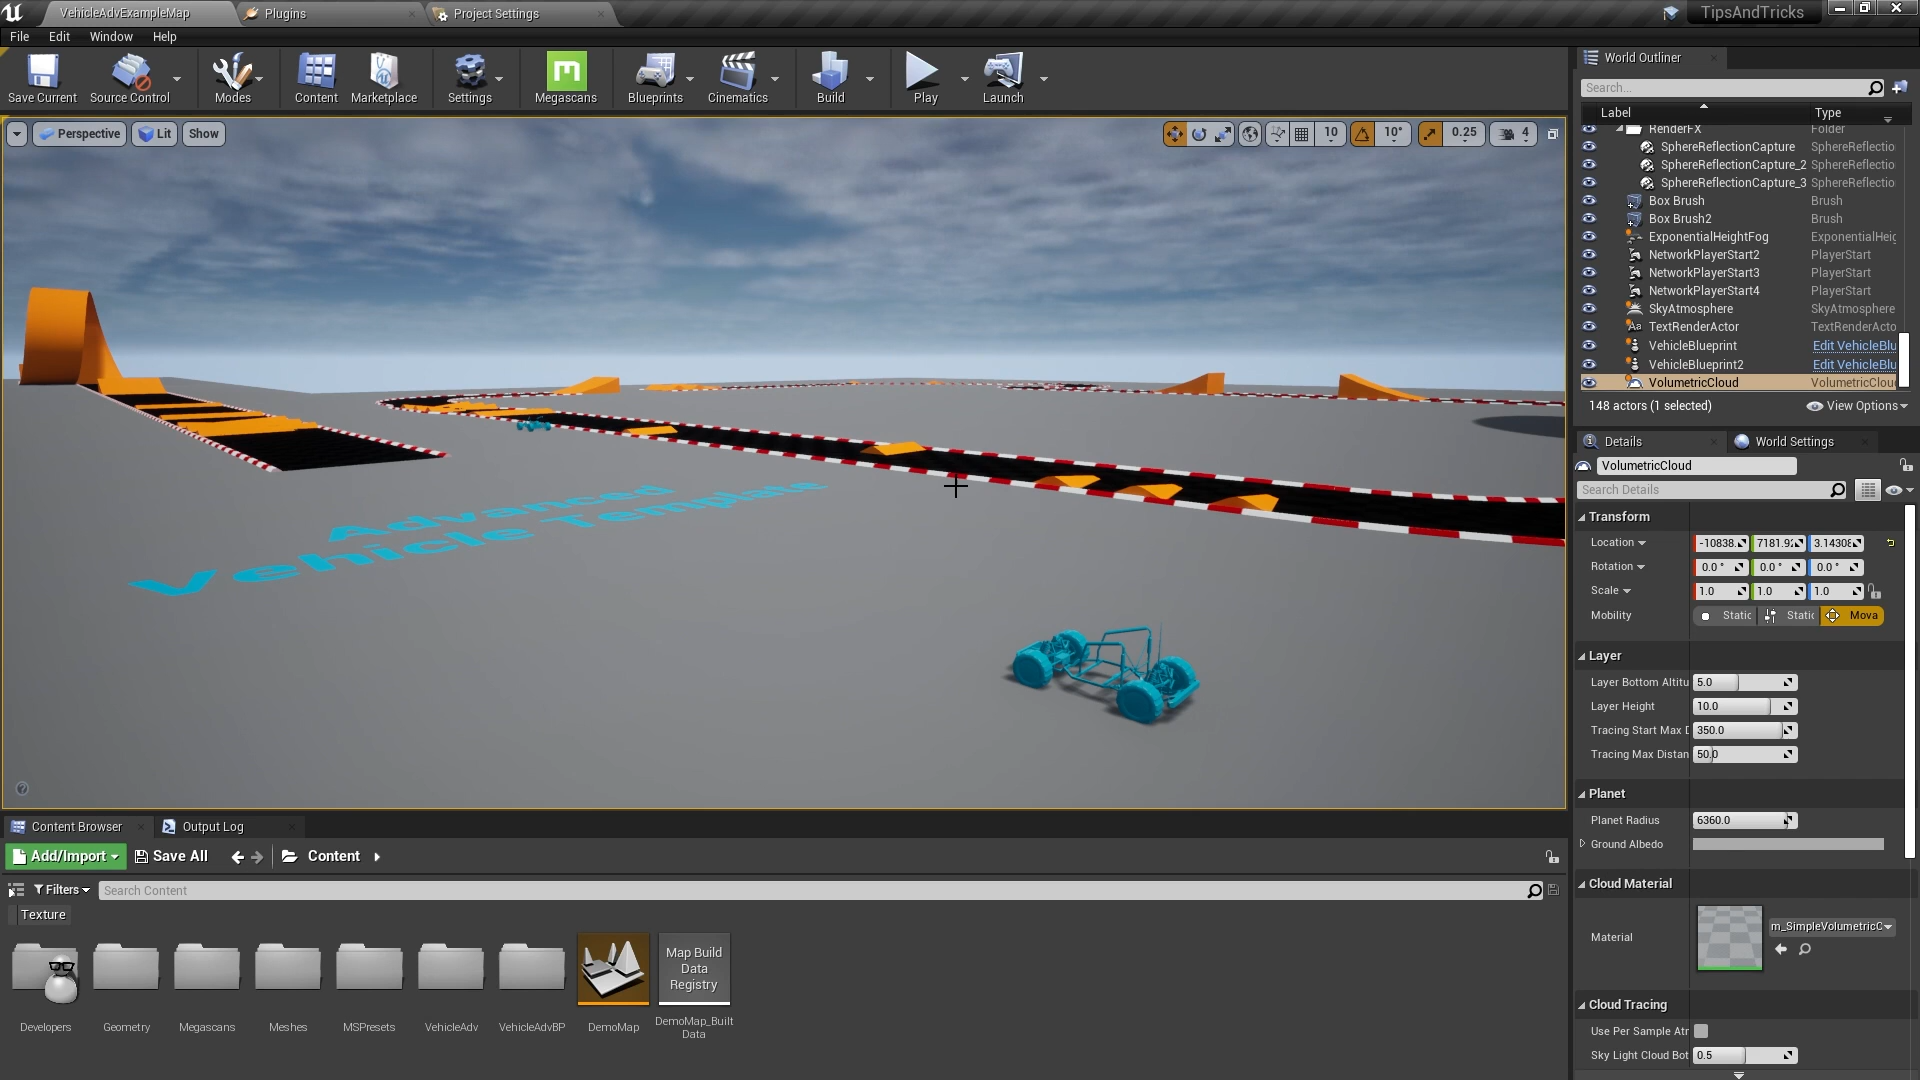 VehicleAdvExampleMap
Plugins
Project Settings
TipsAndTricks
File Edit Window Help
Save Current
Source Control
Modes
Content
Marketplace
Settings
Megascans
Blueprints
Cinematics
Build
Play
Launch
Perspective
Lit
Show
10
10°
0.25
4
Advanced
Vehicle Template
World Outliner
Search...
Label Type
RenderFX Folder
SphereReflectionCapture SphereReflectio
SphereReflectionCapture_2 SphereReflectio
SphereReflectionCapture_3 SphereReflectio
Box Brush Brush
Box Brush2 Brush
ExponentialHeightFog ExponentialHeig
NetworkPlayerStart2 PlayerStart
NetworkPlayerStart3 PlayerStart
NetworkPlayerStart4 PlayerStart
SkyAtmosphere SkyAtmosphere
TextRenderActor TextRenderActo
VehicleBlueprint Edit VehicleBlu
VehicleBlueprint2 Edit VehicleBlu
VolumetricCloud VolumetricClou
148 actors (1 selected) View Options
Details World Settings
VolumetricCloud
Search Details
Transform
Location -10838. 7181.92 3.14308
Rotation 0.0 ° 0.0 ° 0.0 °
Scale 1.0 1.0 1.0
Mobility Static Static Mova
Layer
Layer Bottom Altitu 5.0
Layer Height 10.0
Tracing Start Max D 350.0
Tracing Max Distan 50.0
Planet
Planet Radius 6360.0
Ground Albedo
Cloud Material
Material m_SimpleVolumetricC
Cloud Tracing
Use Per Sample Atr
Sky Light Cloud Bot 0.5
Content Browser Output Log
Add/Import Save All Content
Filters Search Content
Texture
Developers
Geometry
Megascans
Meshes
MSPresets
VehicleAdv
VehicleAdvBP
DemoMap
Map Build
Data
Registry
DemoMap_Built
Data